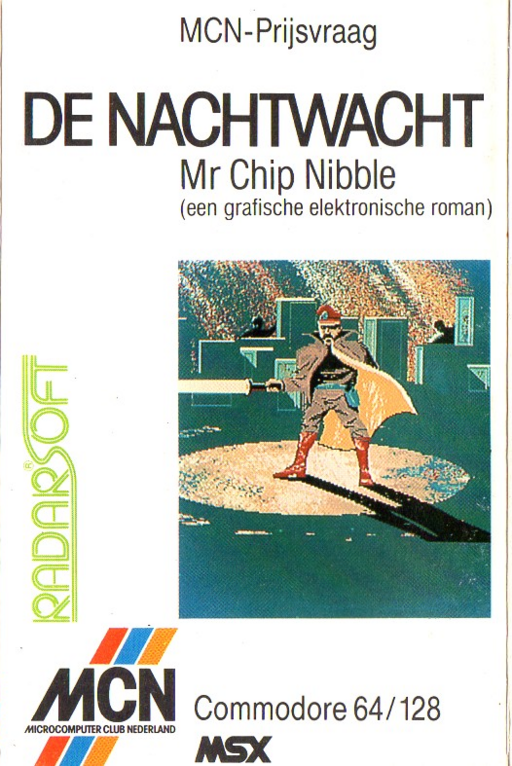 MCN-Prijsvraag
DE NACHTWACHT
Mr Chip Nibble
(een grafische elektronische roman)
RADARSOFT®
MCN
MICROCOMPUTER CLUB NEDERLAND
Commodore 64/128
MSX